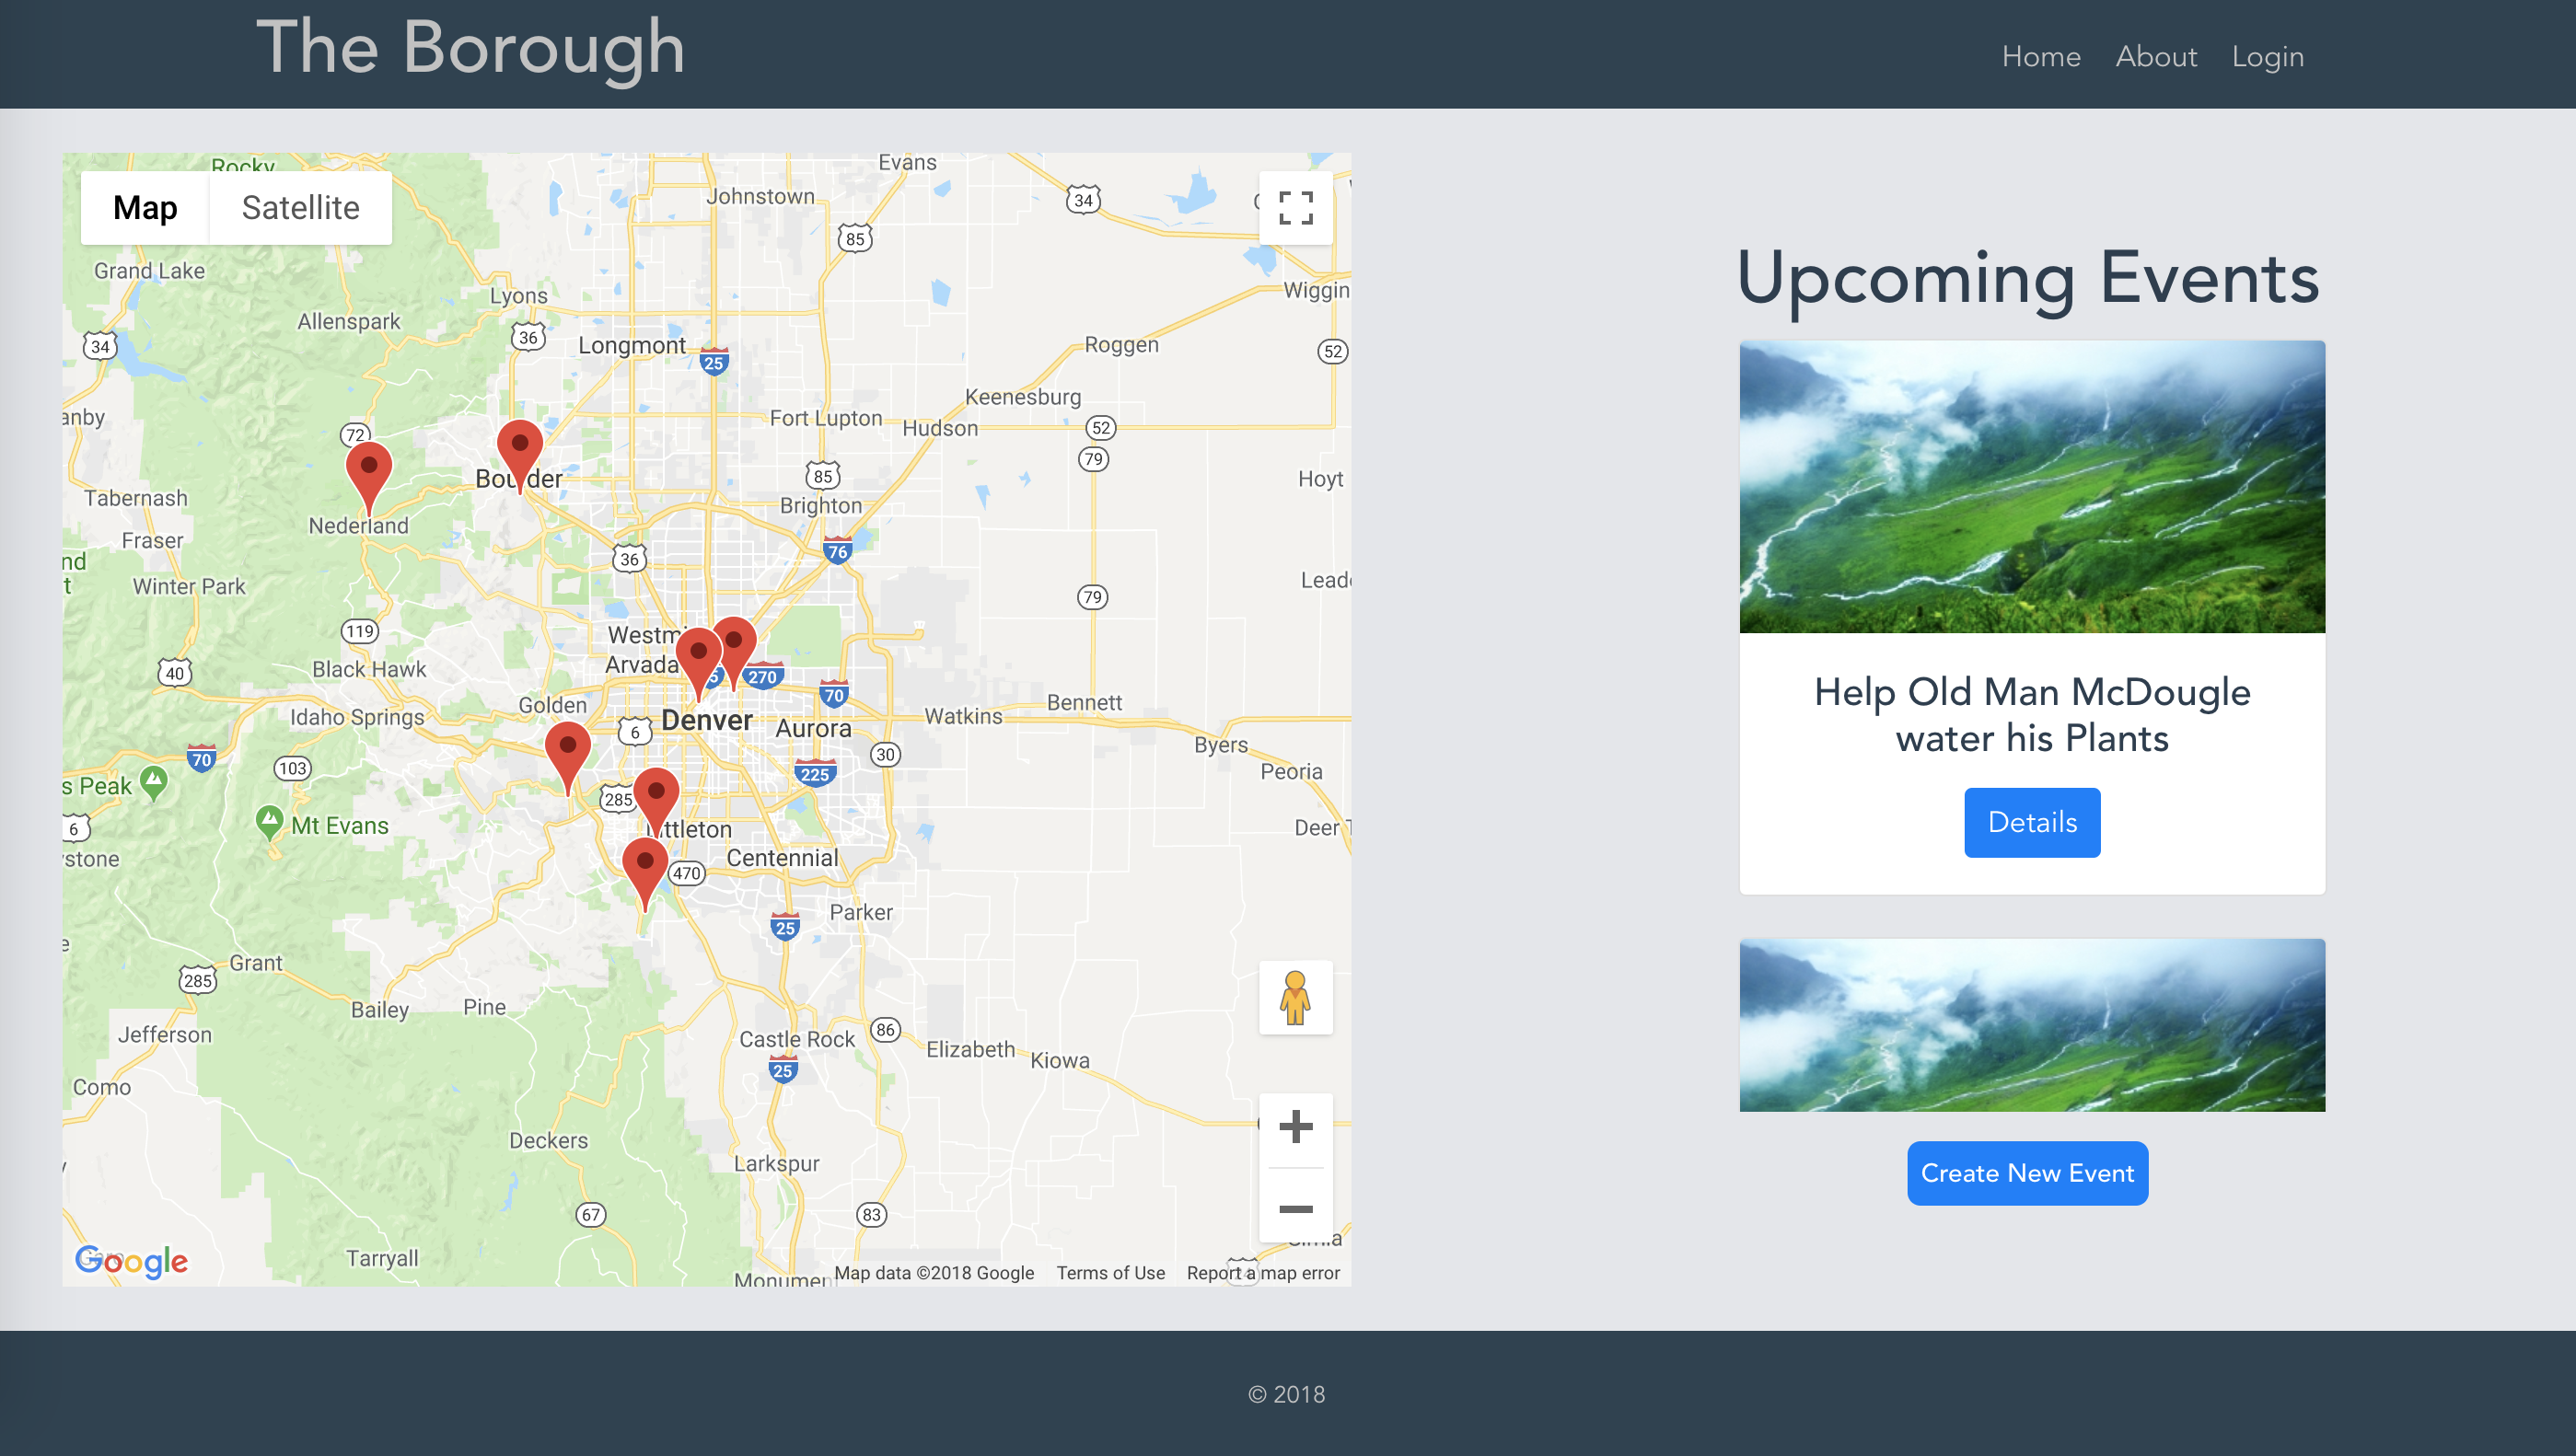 The Borough
Home About Login
Map Satellite
Evans
Johnstown
34
85
Grand Lake
Lyons
Wiggin
Allenspark
34
36
Longmont
25
Roggen
52
Keenesburg
anby
Fort Lupton
Hudson
52
72
79
Boulder
85
Hoyt
Tabernash
Brighton
Nederland
Fraser
76
36
nd
t
Winter Park
Lead
79
119
Westmi
Arvada
Black Hawk
40
270
70
Golden
Idaho Springs
Denver
Aurora
Watkins
Bennett
6
Byers
70
103
30
225
Peoria
s Peak
285
Mt Evans
6
ittleton
Deer T
ystone
Centennial
470
Parker
25
e
Grant
285
Bailey
Pine
Jefferson
86
Castle Rock
Elizabeth
Kiowa
25
Como
Deckers
Larkspur
67
83
Tarryall
Google
Monument
Map data ©2018 Google Terms of Use Report a map error
Upcoming Events
Help Old Man McDougle
water his Plants
Details
Create New Event
© 2018